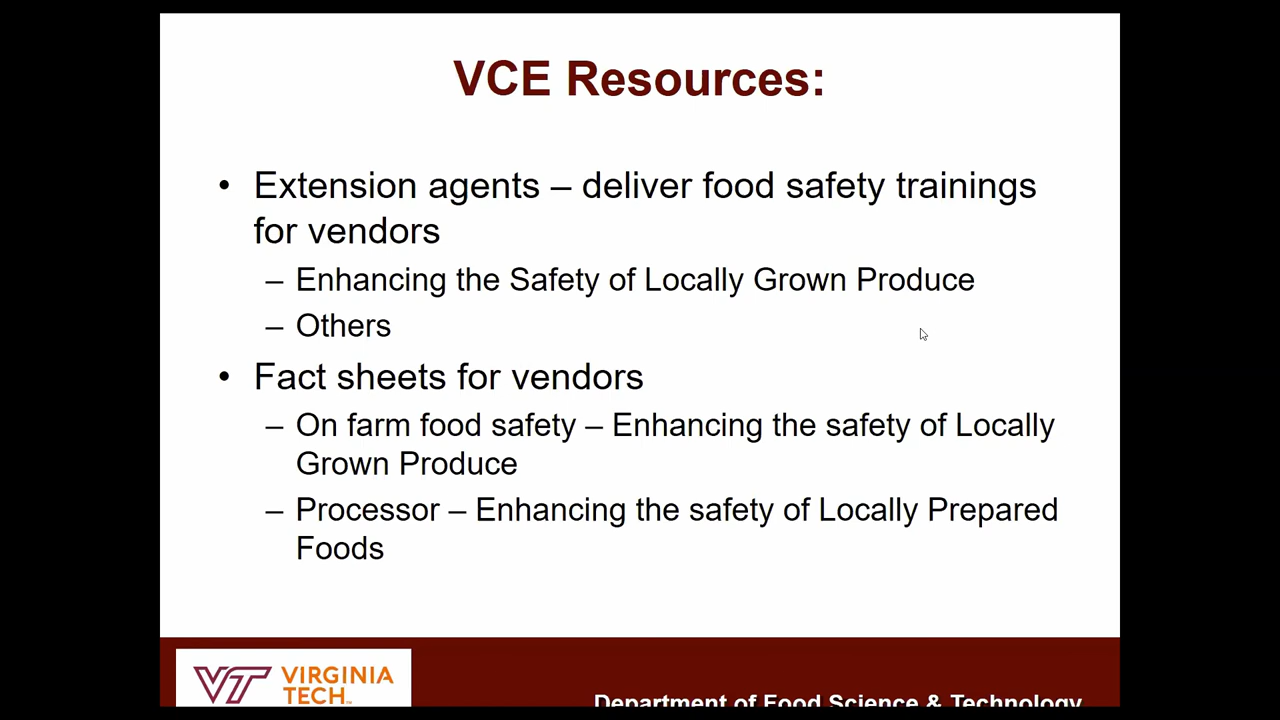 VCE Resources:
• Extension agents – deliver food safety trainings
for vendors
– Enhancing the Safety of Locally Grown Produce
– Others
• Fact sheets for vendors
– On farm food safety – Enhancing the safety of Locally
Grown Produce
– Processor – Enhancing the safety of Locally Prepared
Foods
VT VIRGINIA
TECH™
Department of Food Science & Technology